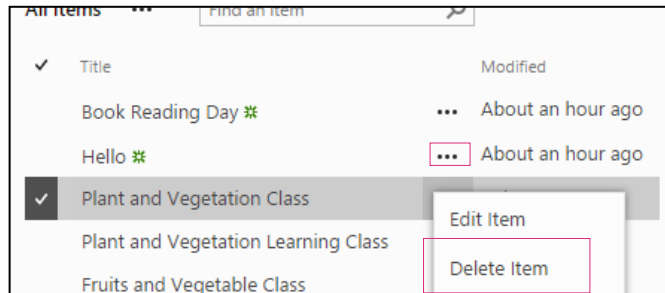 All Items ••• Find an item
✓ Title Modified
Book Reading Day ••• About an hour ago
Hello ••• About an hour ago
✓ Plant and Vegetation Class
Edit Item
Plant and Vegetation Learning Class
Delete Item
Fruits and Vegetable Class